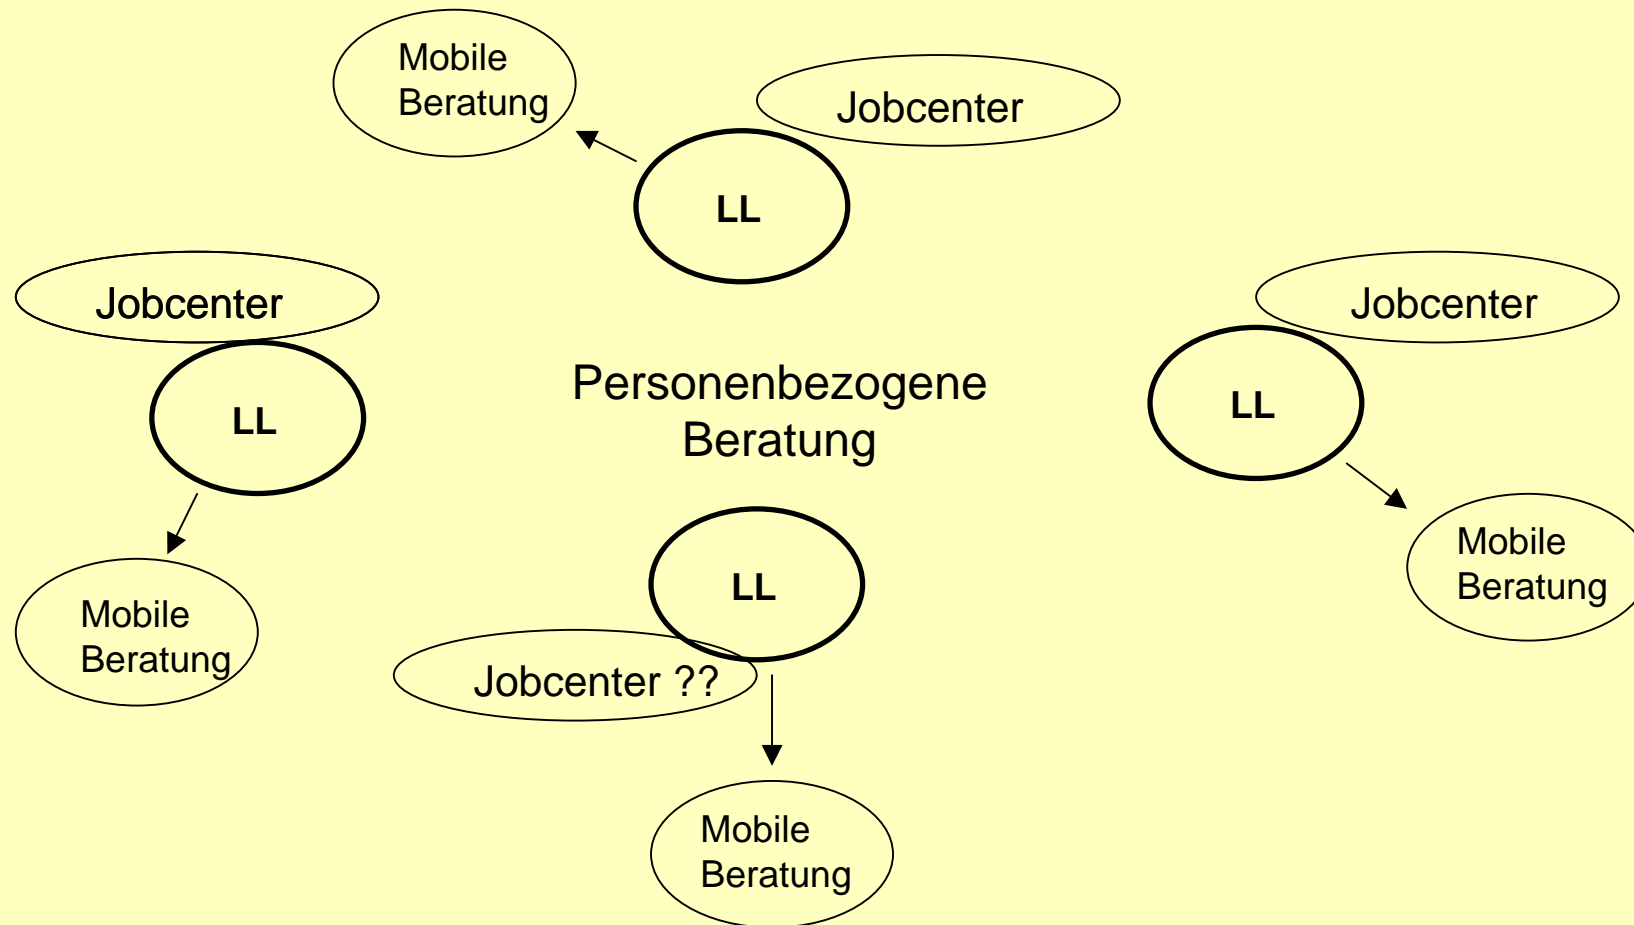 Mobile
Beratung
Jobcenter
LL
Jobcenter
LL
Jobcenter
LL
Personenbezogene
Beratung
Mobile
Beratung
LL
Jobcenter ??
Mobile
Beratung
Mobile
Beratung